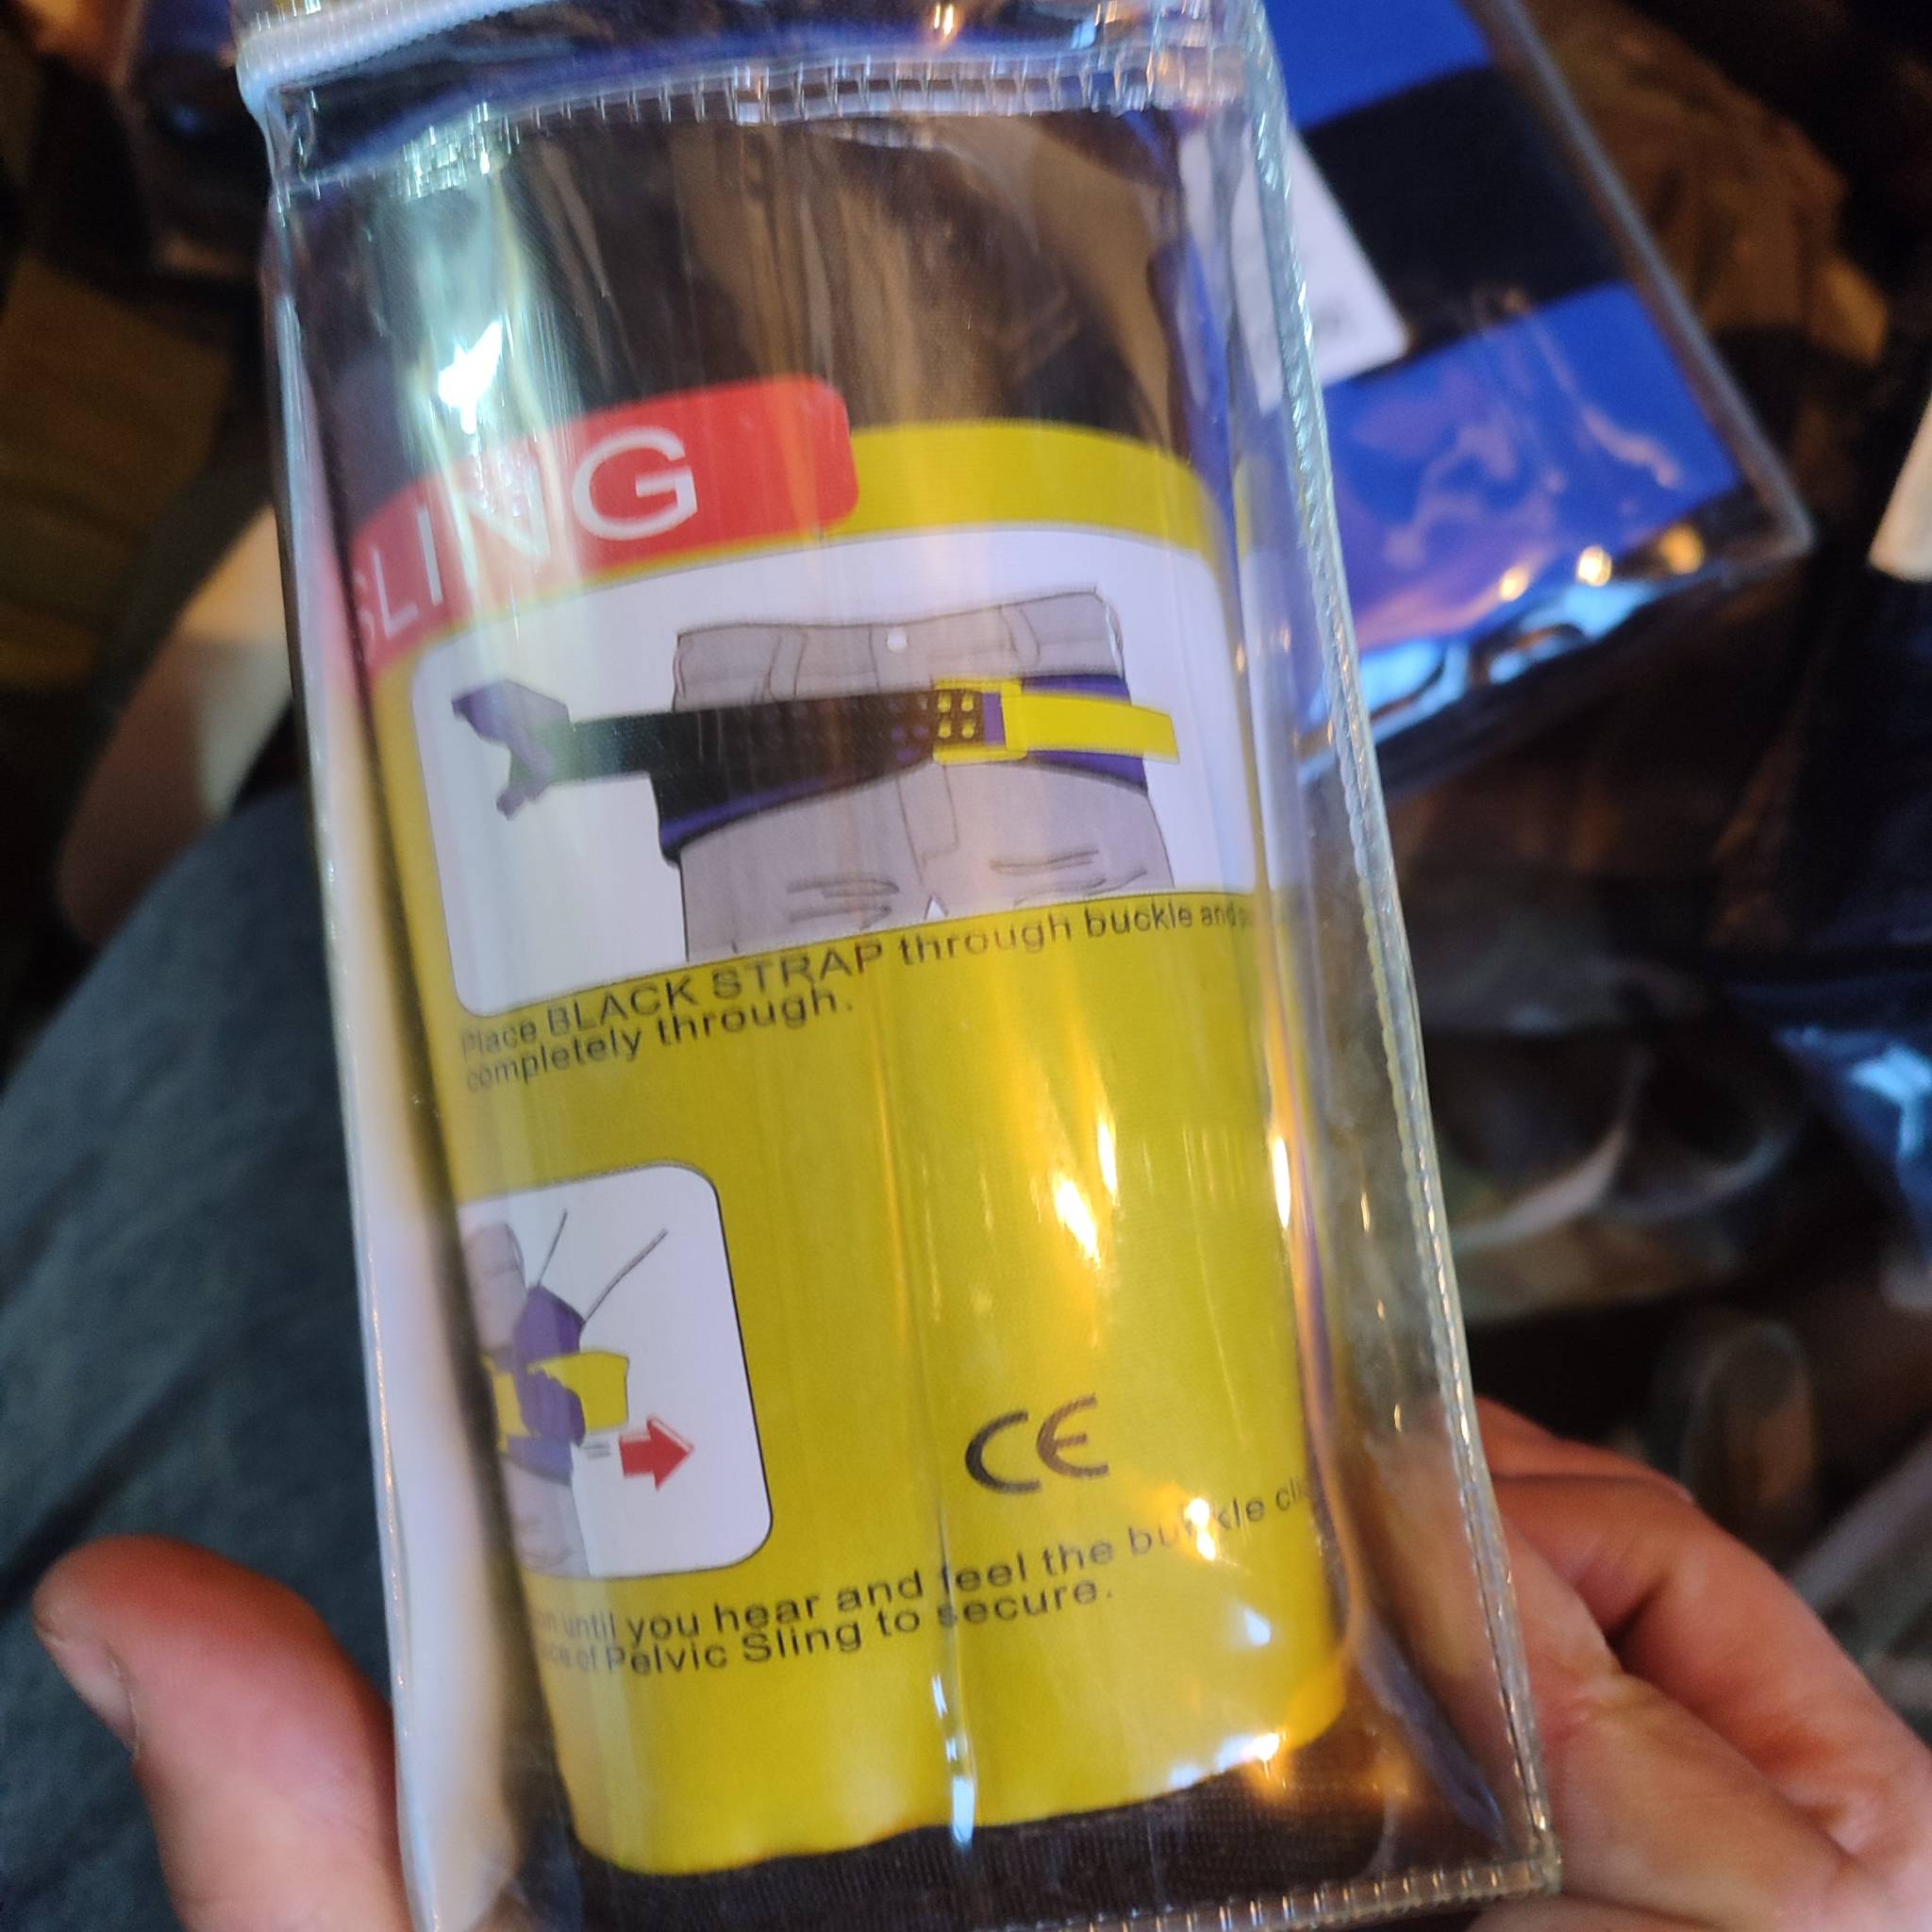 SLING
Place BLACK STRAP through buckle and
completely through.
CE
until you hear and feel the buckle
of Pelvic Sling to secure.